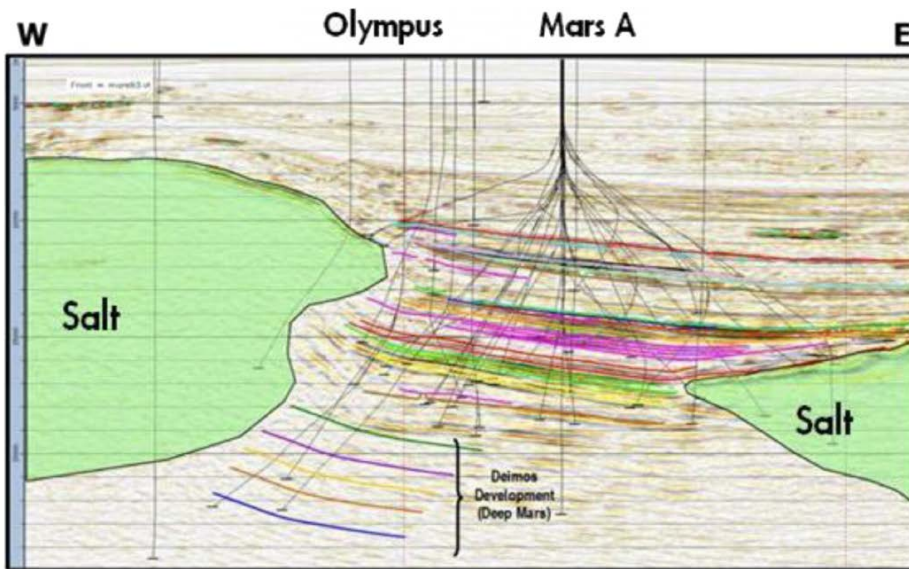 W
Olympus
Mars A
E
Salt
Salt
Deimos
Development
(Deep Mars)